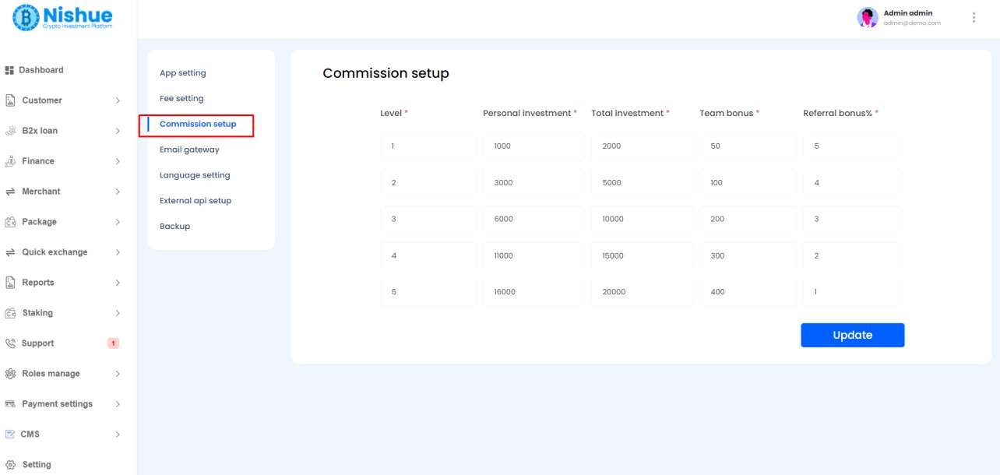 Nishue
Crypto Investment Platform
Admin admin
admin@demo.com
Dashboard
Customer
B2x loan
Finance
Merchant
Package
Quick exchange
Reports
Staking
Support 1
Roles manage
Payment settings
CMS
Setting
App setting
Fee setting
Commission setup
Email gateway
Language setting
External api setup
Backup
Commission setup
Level * Personal investment * Total investment * Team bonus * Referral bonus% *
1 1000 2000 50 5
2 3000 5000 100 4
3 6000 10000 200 3
4 11000 15000 300 2
5 16000 20000 400 1
Update